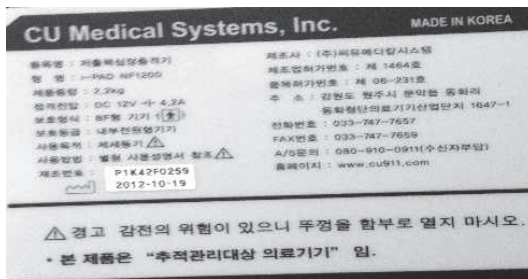 CU Medical Systems, Inc.
MADE IN KOREA
품목명 : 저출력심장충격기
형 명 : i-PAD NF1200
제품중량 : 2.2kg
정격전압 : DC 12V 4.2A
보호형식 : BF형 기기
보호등급 : 내부전원형기기
사용목적 : 제세동기
사용방법 : 별첨 사용설명서 참조
제조번호 : P1K42F0259
2012-10-19
제조사 : (주)씨유메디칼시스템
제조업허가번호 : 제 1464호
품목허가번호 : 제 06-231호
주 소 : 강원도 원주시 문막읍 동화리
동화첨단의료기기산업단지 1647-1
전화번호 : 033-747-7657
FAX번호 : 033-747-7659
A/S문의 : 080-910-0911(수신자부담)
홈페이지 : www.cu911.com
경고 감전의 위험이 있으니 뚜껑을 함부로 열지 마시오.
• 본 제품은 “추적관리대상 의료기기” 임.